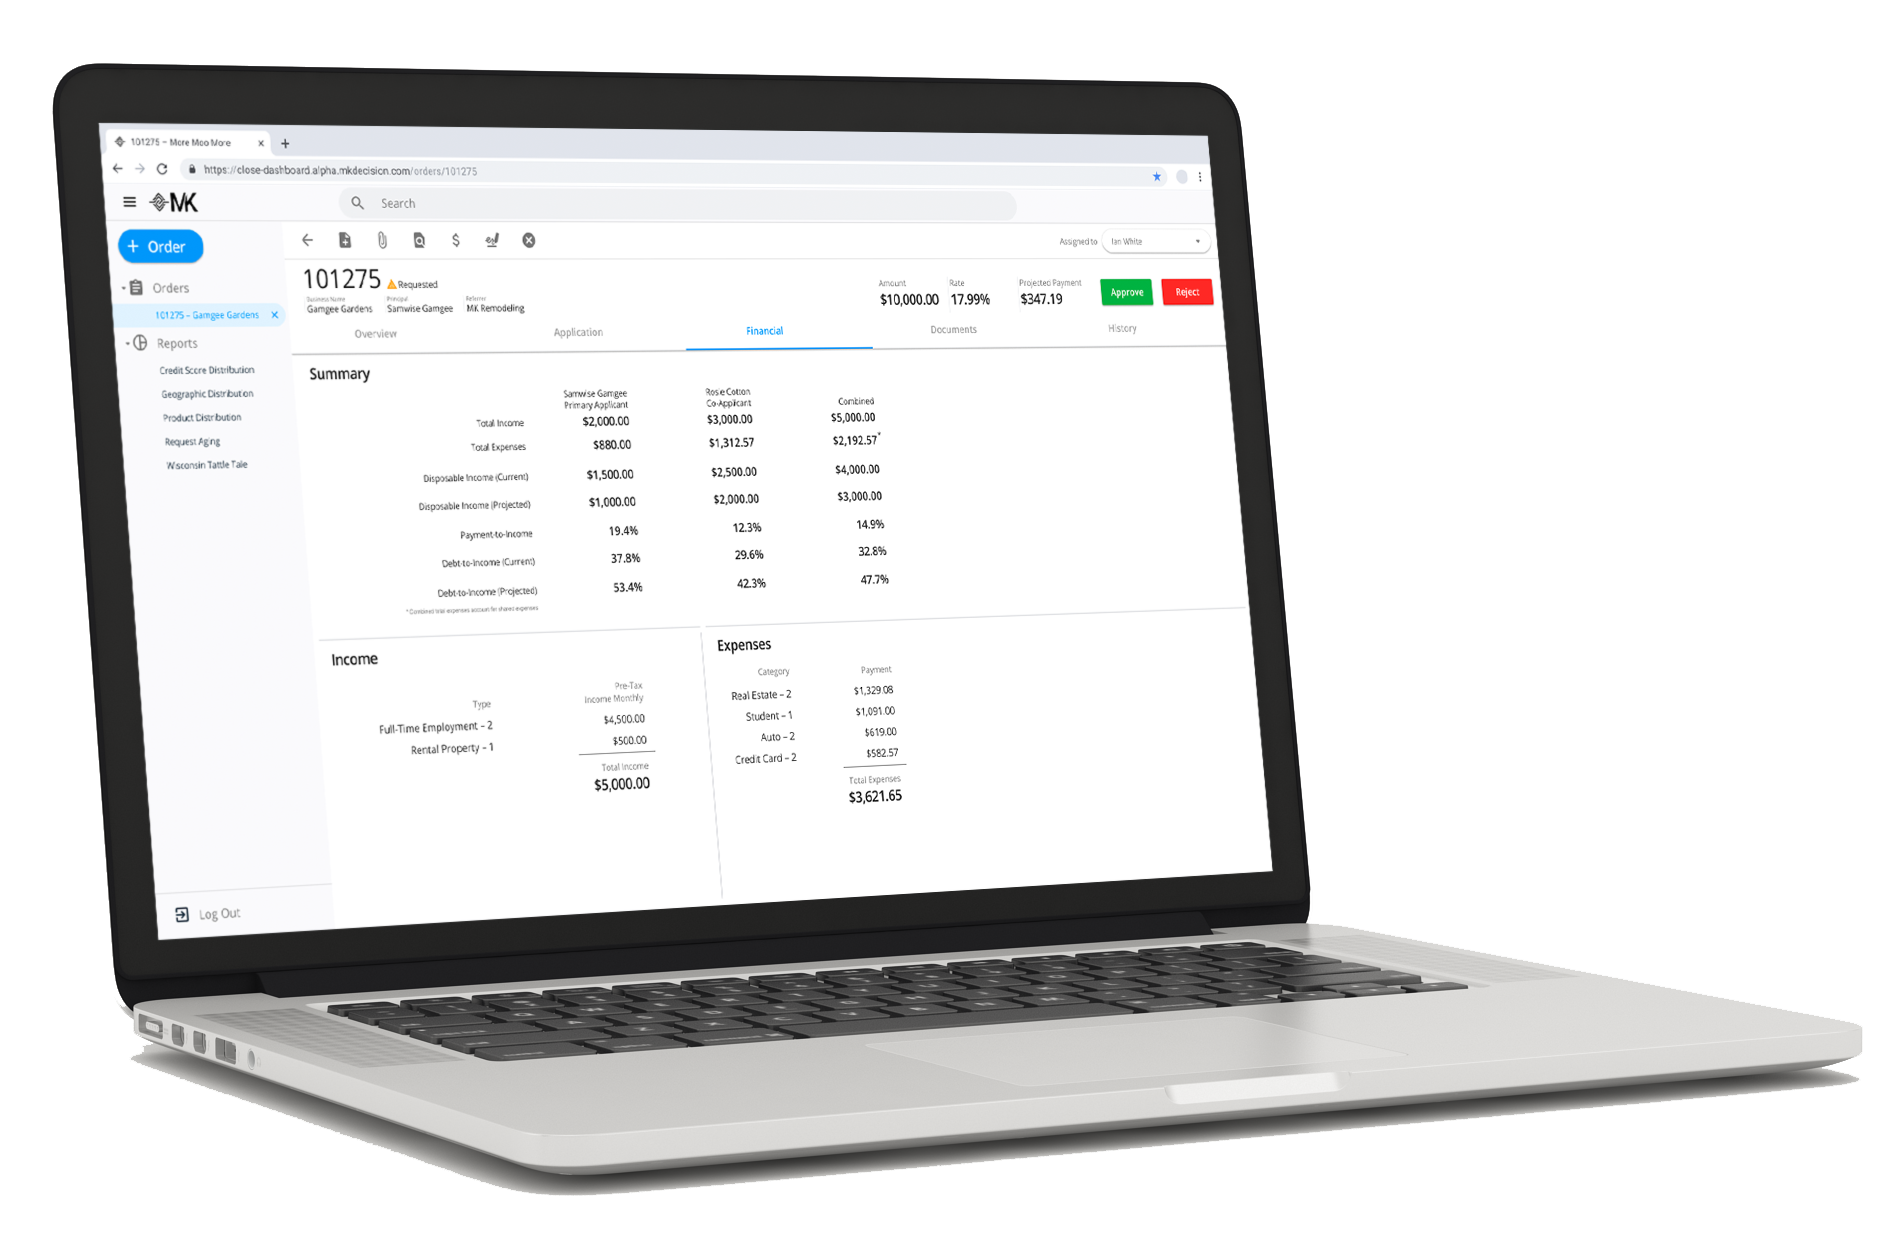 101275 – More Moo More x +
https://close-dashboard.alpha.mkdecision.com/orders/101275
MK Search
+ Order
Assigned to Ian White
Orders
101275 – Gamgee Gardens x
Reports
Credit Score Distribution
Geographic Distribution
Product Distribution
Request Aging
Wisconsin Tattle Tale
Log Out
101275 Requested
Business Name Principal Referrer
Gamgee Gardens Samwise Gamgee MK Remodeling
Amount Rate Projected Payment
$10,000.00 17.99% $347.19 Approve Reject
Overview Application Financial Documents History
Summary
Samwise Gamgee Rosie Cotton
Primary Applicant Co-Applicant Combined
Total Income $2,000.00 $3,000.00 $5,000.00
Total Expenses $880.00 $1,312.57 $2,192.57*
Disposable Income (Current) $1,500.00 $2,500.00 $4,000.00
Disposable Income (Projected) $1,000.00 $2,000.00 $3,000.00
Payment-to-Income 19.4% 12.3% 14.9%
Debt-to-Income (Current) 37.8% 29.6% 32.8%
Debt-to-Income (Projected) 53.4% 42.3% 47.7%
* Combined total expenses account for shared expenses
Income
Pre-Tax
Type Income Monthly
Full-Time Employment – 2 $4,500.00
Rental Property – 1 $500.00
Total Income
$5,000.00
Expenses
Category Payment
Real Estate – 2 $1,329.08
Student – 1 $1,091.00
Auto – 2 $619.00
Credit Card – 2 $582.57
Total Expenses
$3,621.65